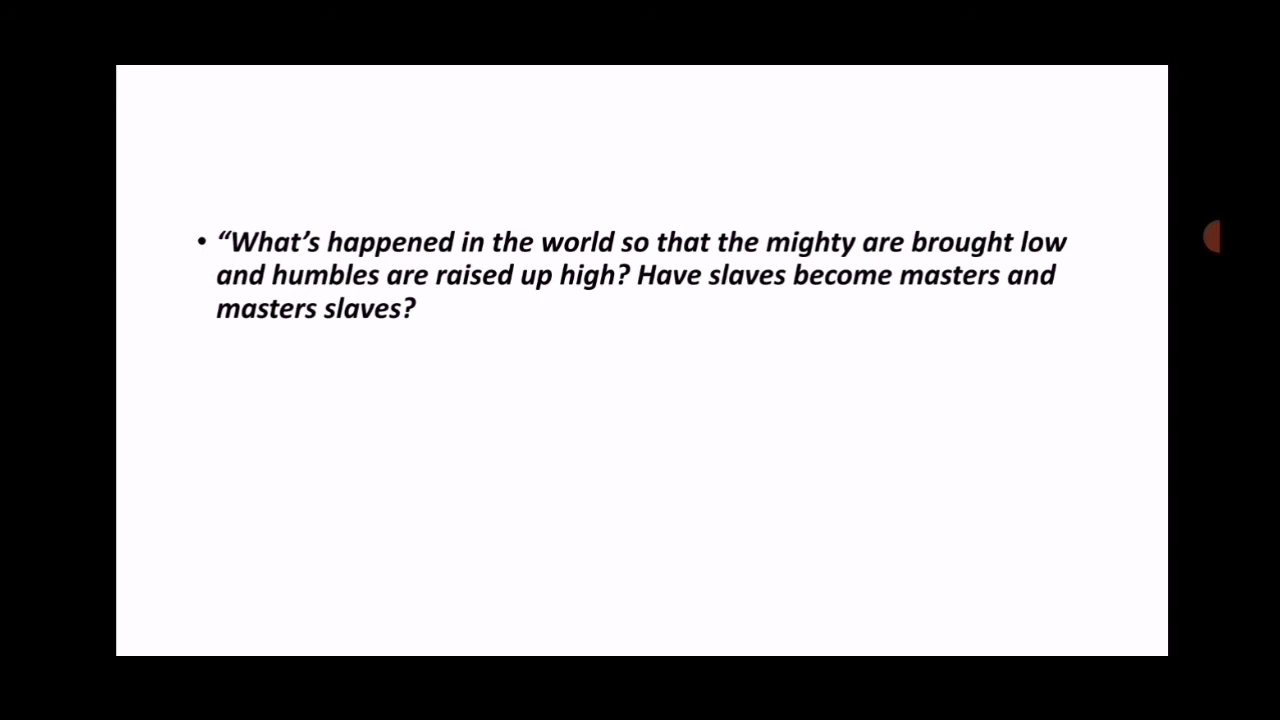 • “What’s happened in the world so that the mighty are brought low
and humbles are raised up high? Have slaves become masters and
masters slaves?